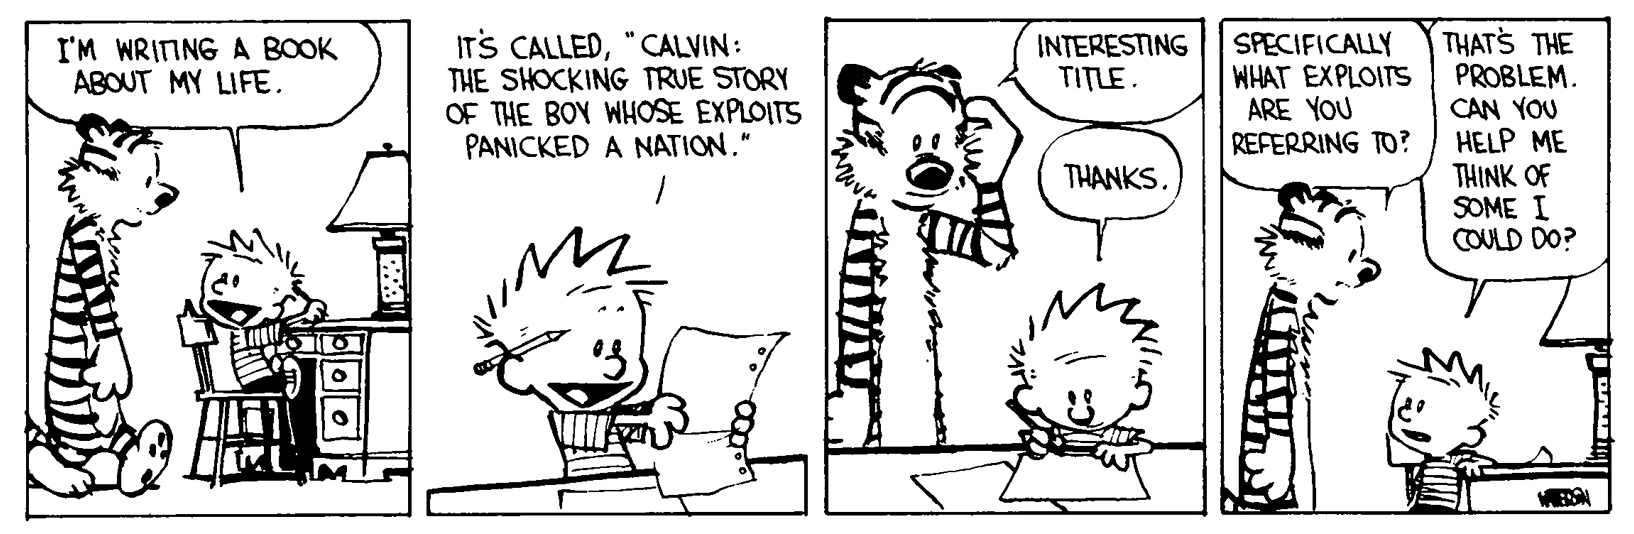 I'M WRITING A BOOK
ABOUT MY LIFE.
IT'S CALLED, "CALVIN:
THE SHOCKING TRUE STORY
OF THE BOY WHOSE EXPLOITS
PANICKED A NATION."
INTERESTING
TITLE.
THANKS.
SPECIFICALLY
WHAT EXPLOITS
ARE YOU
REFERRING TO?
THAT'S THE
PROBLEM.
CAN YOU
HELP ME
THINK OF
SOME I
COULD DO?
WATTERSON